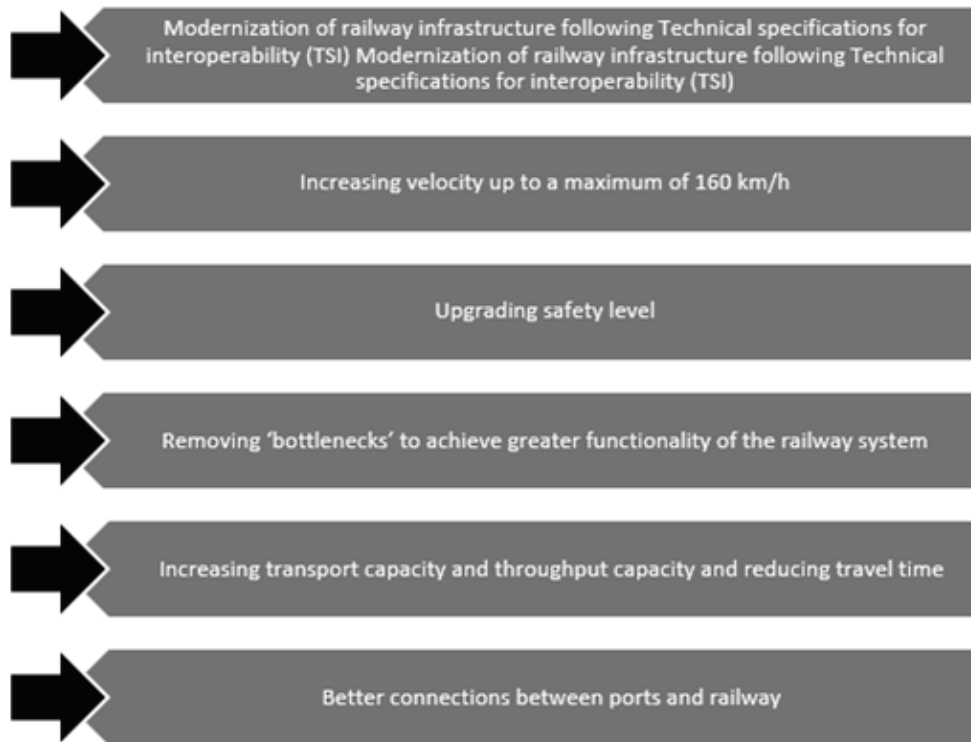 Modernization of railway infrastructure following Technical specifications for
interoperability (TSI) Modernization of railway infrastructure following Technical
specifications for interoperability (TSI)
Increasing velocity up to a maximum of 160 km/h
Upgrading safety level
Removing ‘bottlenecks’ to achieve greater functionality of the railway system
Increasing transport capacity and throughput capacity and reducing travel time
Better connections between ports and railway